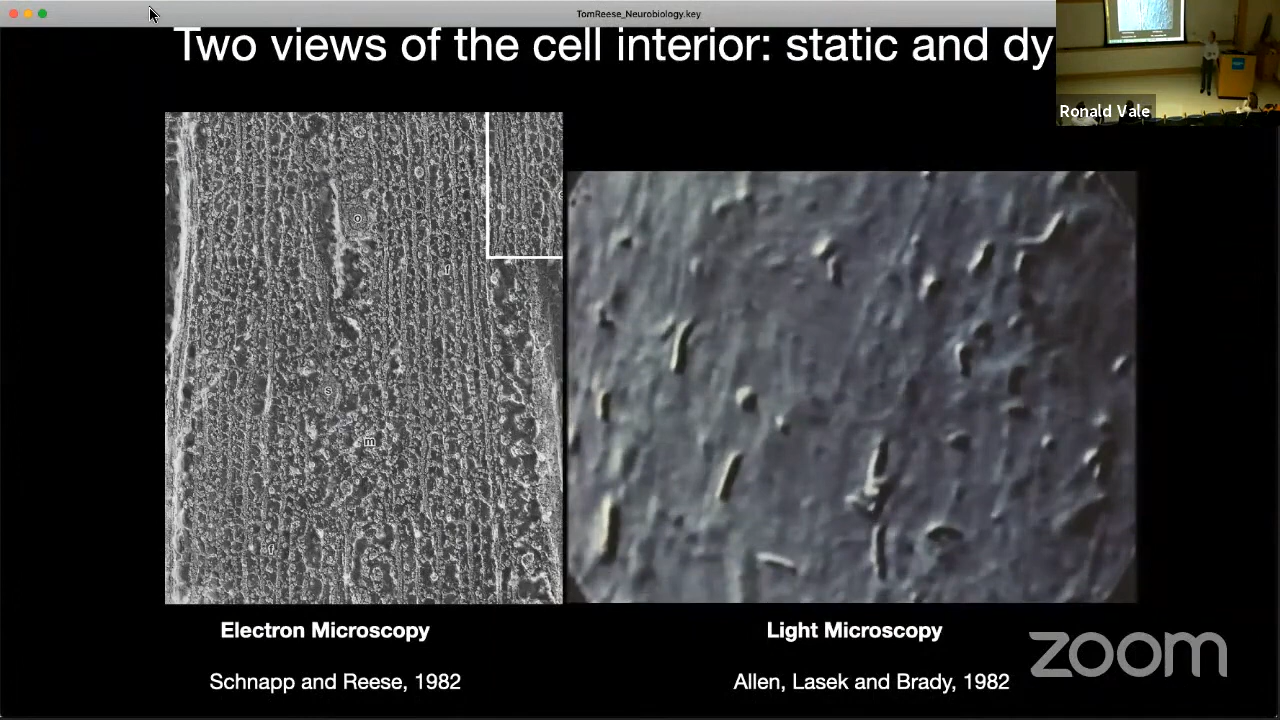 TomReese_Neurobiology.key
Two views of the cell interior: static and dy
Ronald Vale
o
f
s
m
f
Electron Microscopy
Light Microscopy
Schnapp and Reese, 1982
Allen, Lasek and Brady, 1982
zoom